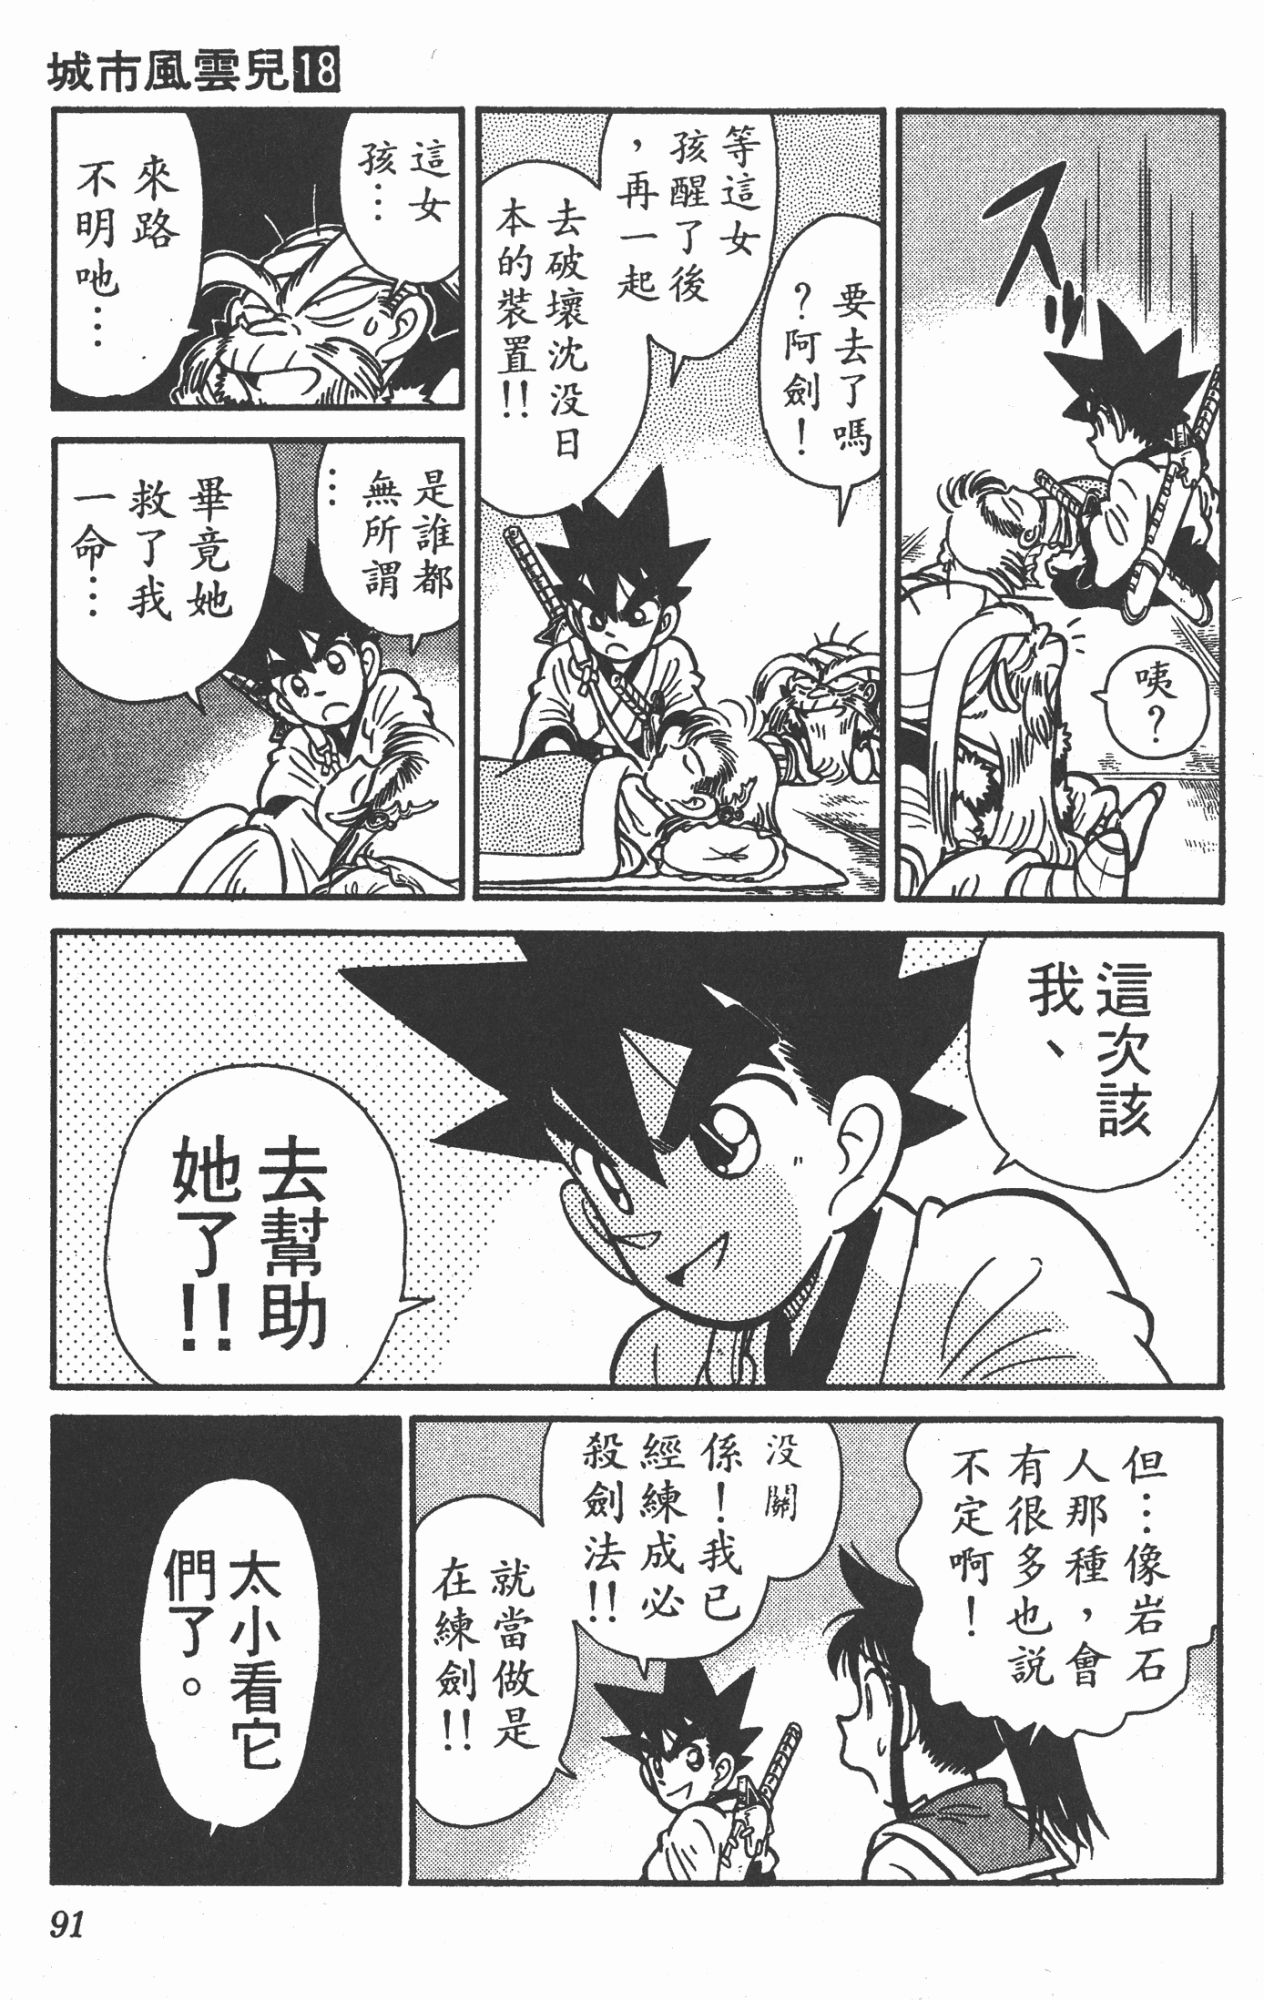 城市風雲兒18
スッ
咦?
要去了嗎
?阿劍!
等這女
孩醒了後
,再一起
去破壞沈没日
本的裝置!!
這女
孩…
來路
不明吔…
是誰都
無所謂
…
畢竟她
救了我
一命…
這次該
我、
去幫助
她了!!
但…像岩石
人那種,會
有很多也説
不定啊!
没關
係!我已
經練成必
殺劍法!!
就當做是
在練劍!!
太小看它
們了。
91